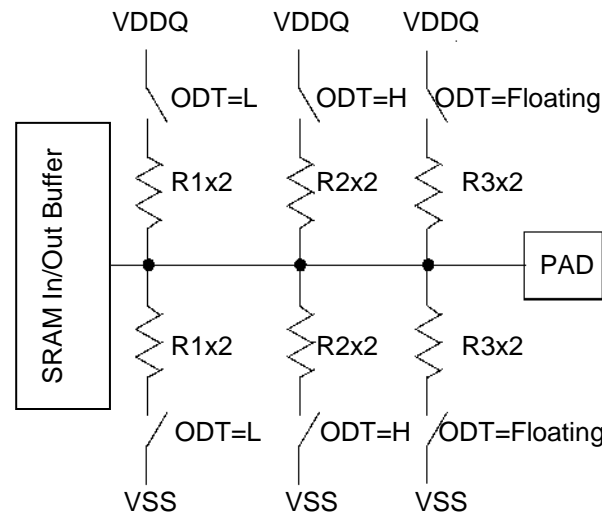 VDDQ VDDQ VDDQ
ODT=L ODT=H ODT=Floating
SRAM In/Out Buffer
R1x2 R2x2 R3x2
PAD
R1x2 R2x2 R3x2
ODT=L ODT=H ODT=Floating
VSS VSS VSS